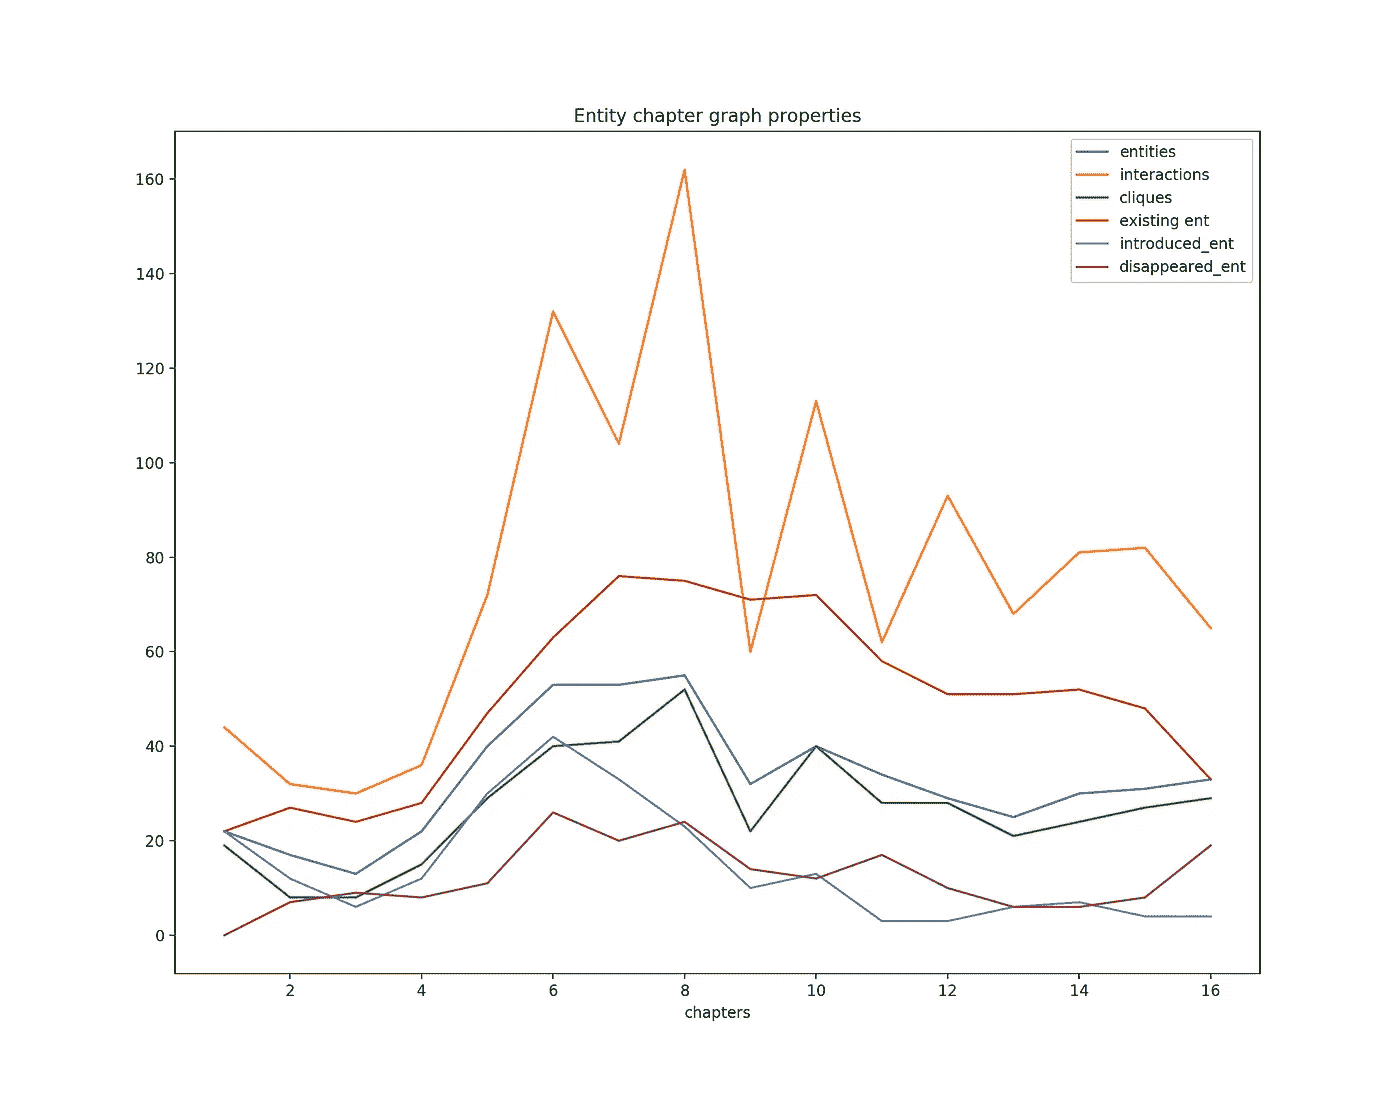 Entity chapter graph properties
entities
interactions
cliques
existing ent
introduced_ent
disappeared_ent
160
140
120
100
80
60
40
20
0
2 4 6 8 10 12 14 16
chapters